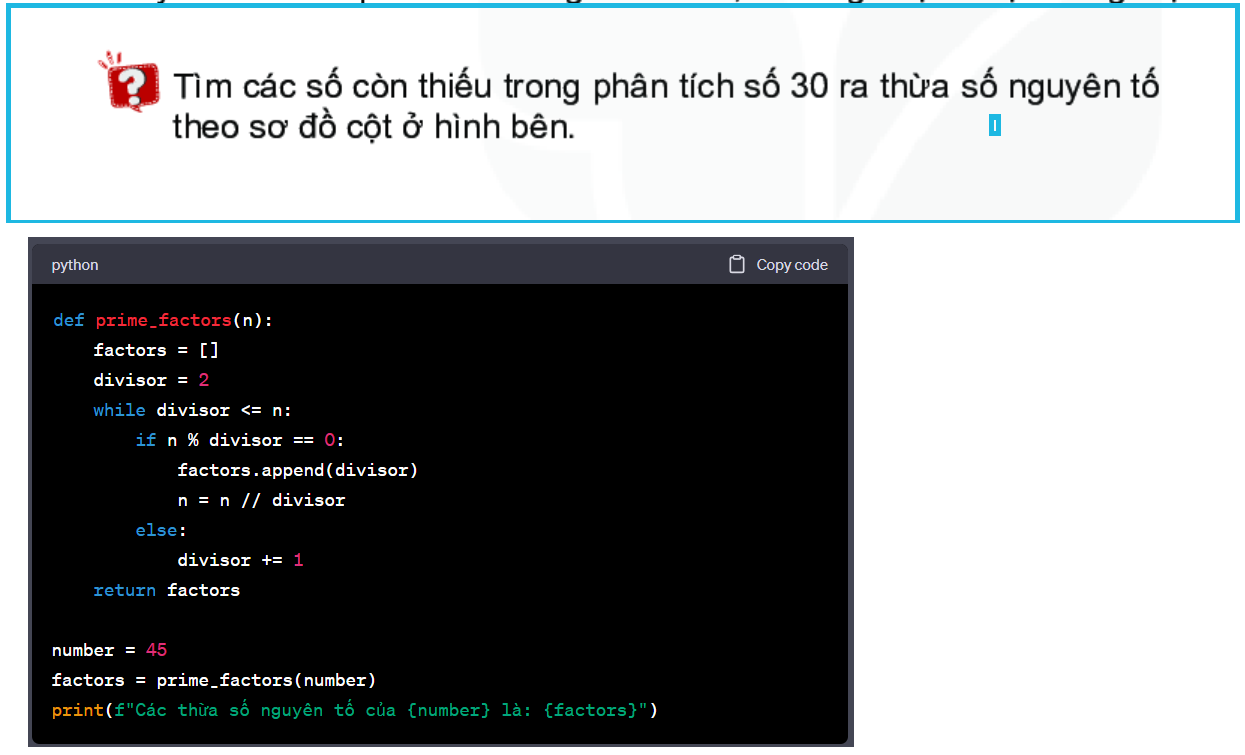 Tìm các số còn thiếu trong phân tích số 30 ra thừa số nguyên tố
theo sơ đồ cột ở hình bên.
python
Copy code
def prime_factors(n):
    factors = []
    divisor = 2
    while divisor <= n:
        if n % divisor == 0:
            factors.append(divisor)
            n = n // divisor
        else:
            divisor += 1
    return factors
number = 45
factors = prime_factors(number)
print(f"Các thừa số nguyên tố của {number} là: {factors}")